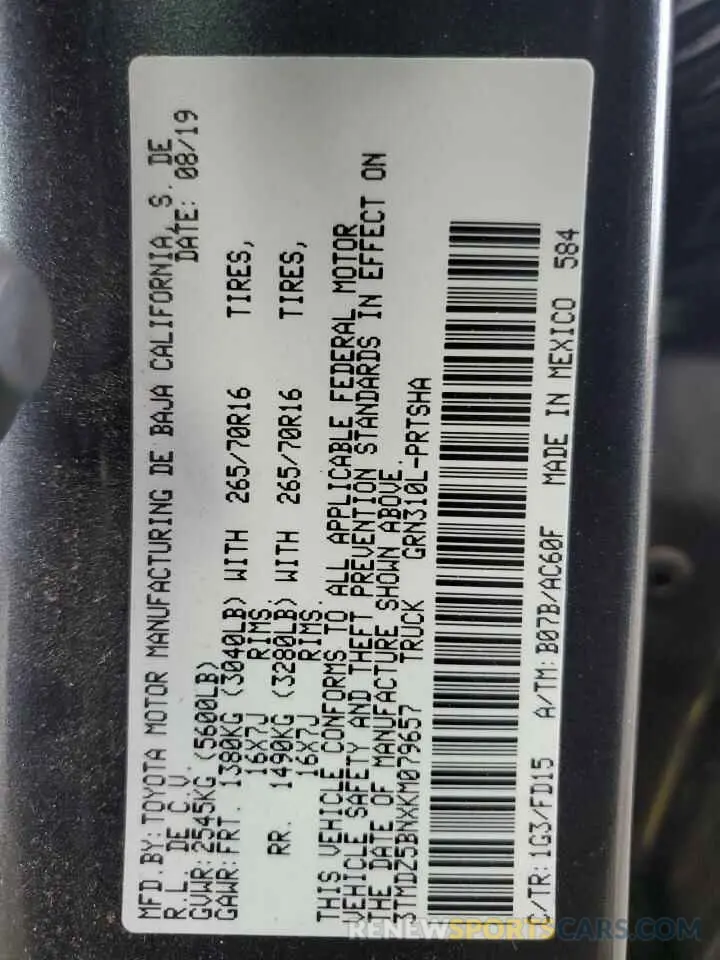 MFD.BY:TOYOTA MOTOR MANUFACTURING DE BAJA CALIFORNIA, S. DE
R.L. DE C.V. DATE: 08/19
GVWR:2545KG (5600LB)
GAWR:FRT. 1380KG (3040LB) WITH 265/70R16 TIRES,
16X7J RIMS
RR. 1490KG (3280LB) WITH 265/70R16 TIRES,
16X7J RIMS.
THIS VEHICLE CONFORMS TO ALL APPLICABLE FEDERAL MOTOR
VEHICLE SAFETY AND THEFT PREVENTION STANDARDS IN EFFECT ON
THE DATE OF MANUFACTURE SHOWN ABOVE.
3TMDZ5BNXKM079657 TRUCK GRN310L-PRTSHA
C/TR:1G3/FD15 A/TM:B07B/AC60F MADE IN MEXICO 584
RENEWSPORTSCARS.COM